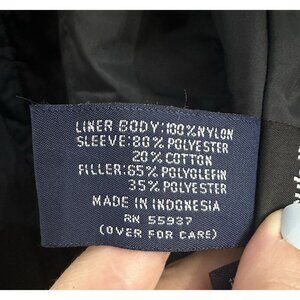 LINER BODY:100%NYLON
SLEEVE:80% POLYESTER
20% COTTON
FILLER:65% POLYOLEFIN
35% POLYESTER
MADE IN INDONESIA
RN 55937
(OVER FOR CARE)